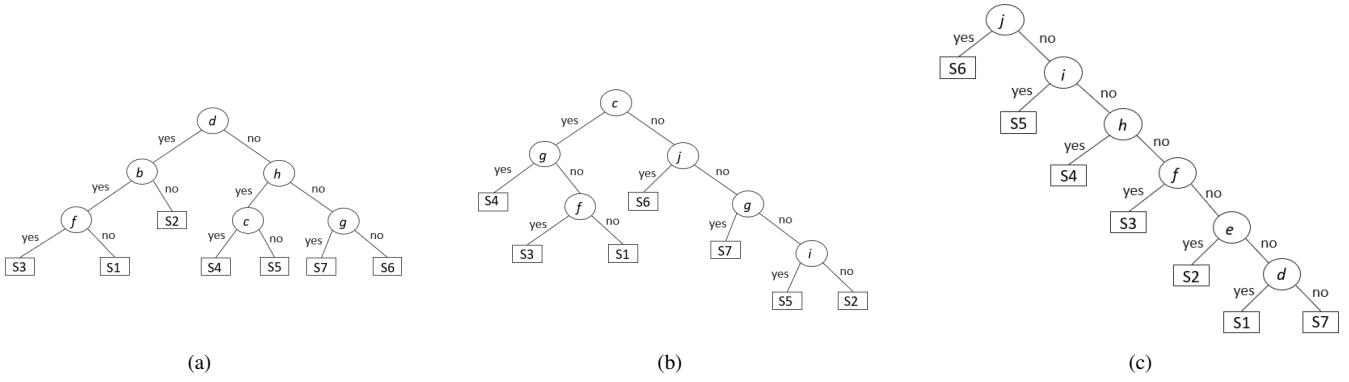 d
yes no
b h
yes no yes no
f S2 c g
yes no yes no yes no
S3 S1 S4 S5 S7 S6
(a)
c
yes no
g j
yes no yes no
S4 f S6 g
yes no yes no
S3 S1 S7 i
yes no
S5 S2
(b)
j
yes no
S6 i
yes no
S5 h
yes no
S4 f
yes no
S3 e
yes no
S2 d
yes no
S1 S7
(c)